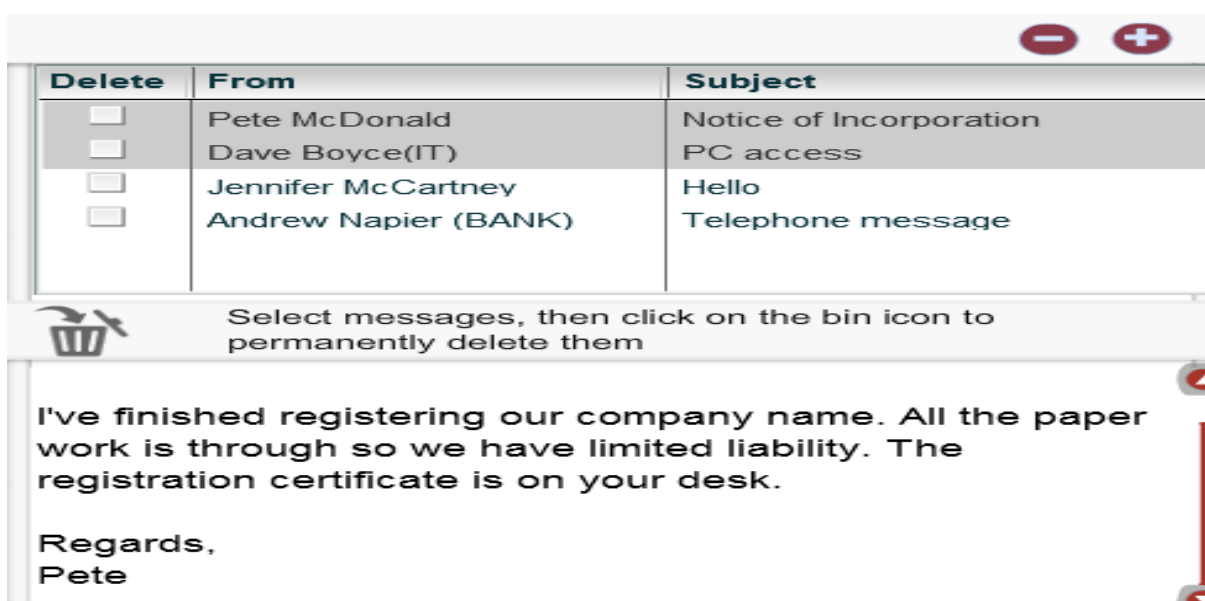 Delete From Subject
Pete McDonald Notice of Incorporation
Dave Boyce(IT) PC access
Jennifer McCartney Hello
Andrew Napier (BANK) Telephone message
Select messages, then click on the bin icon to
permanently delete them
I've finished registering our company name. All the paper
work is through so we have limited liability. The
registration certificate is on your desk.
Regards,
Pete